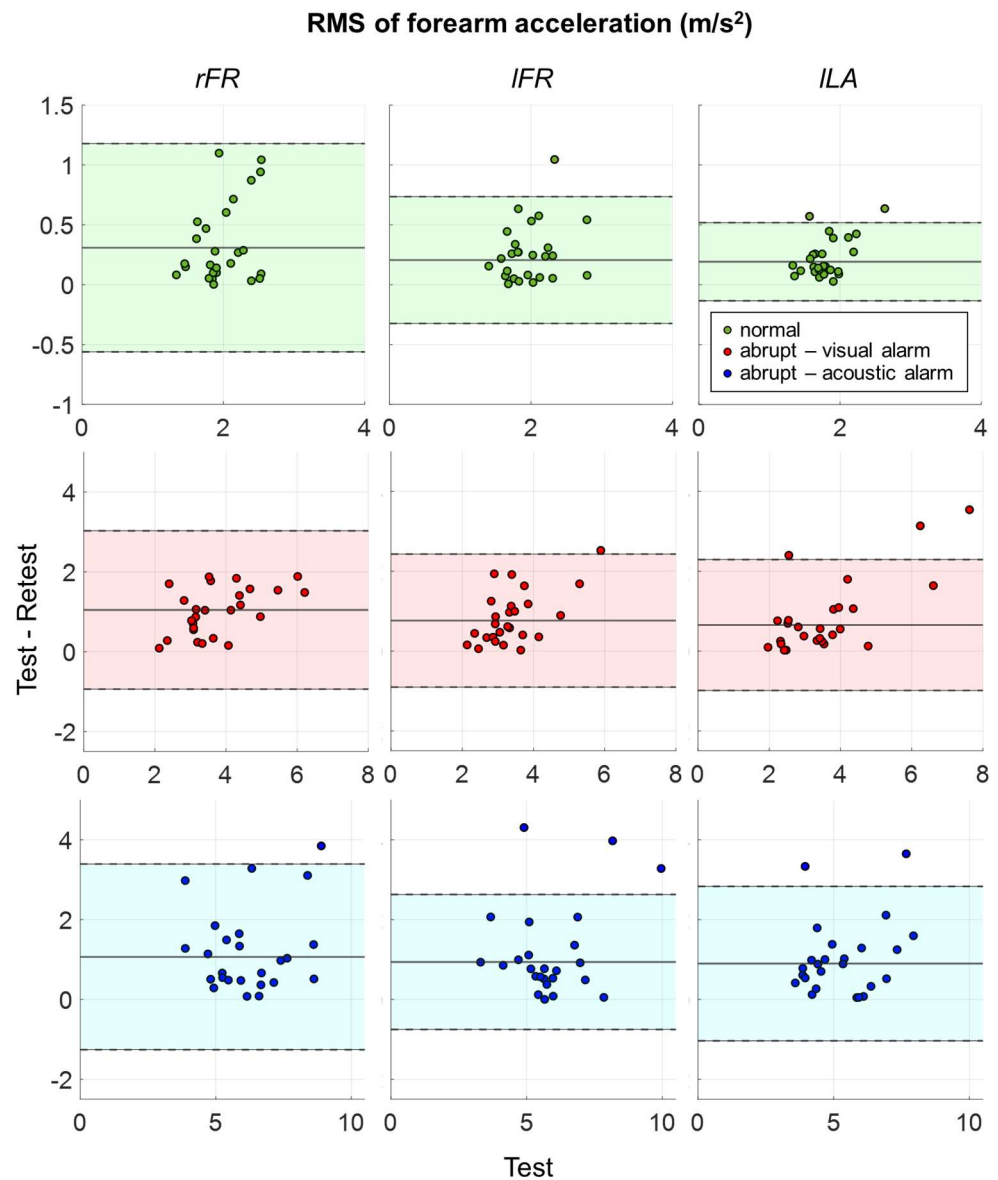 RMS of forearm acceleration (m/s²)
rFR
lFR
lLA
1.5
1
0.5
0
-0.5
-1
normal
abrupt – visual alarm
abrupt – acoustic alarm
0 2 4 0 2 4 0 2 4
Test - Retest
4
2
0
-2
0 2 4 6 8 0 2 4 6 8 0 2 4 6 8
4
2
0
-2
0 5 10 0 5 10 0 5 10
Test